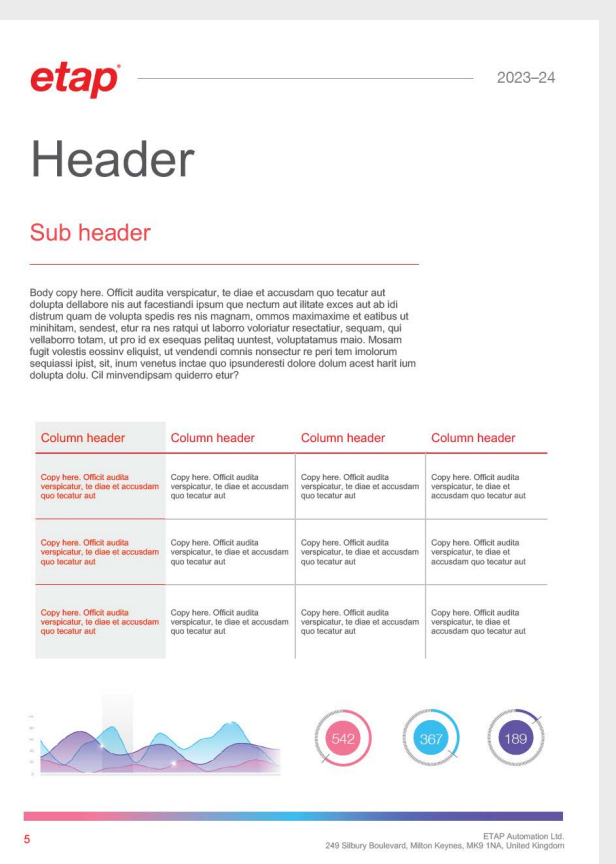 etap
2023–24
Header
Sub header
Body copy here. Officit audita verspicatur, te diae et accusdam quo tecatur aut
dolupta dellabore nis aut facestiandi ipsum que nectum aut ilitate exces aut ab idi
distrum quam de volupta spedis res nis magnam, ommos maximaxime et eatibus ut
minihitam, sendest, etur ra nes ratqui ut laborro voloriatur resectatiur, sequam, qui
vellaborro totam, ut pro id ex esequas pelitaq uuntest, voluptatumus maio. Mosam
fugit volestis eossinv eliquist, ut vendendi comnis nonsectur re peri tem imolorum
sequiassi ipist, sit, inum venetus inctae quo ipsunderesti dolore dolum acest harit ium
dolupta dolu. Cil minvendipsam quiderro etur?
Column header Column header Column header Column header
Copy here. Officit audita Copy here. Officit audita Copy here. Officit audita Copy here. Officit audita
verspicatur, te diae et accusdam verspicatur, te diae et accusdam verspicatur, te diae et accusdam verspicatur, te diae et
quo tecatur aut quo tecatur aut quo tecatur aut accusdam quo tecatur aut
Copy here. Officit audita Copy here. Officit audita Copy here. Officit audita Copy here. Officit audita
verspicatur, te diae et accusdam verspicatur, te diae et accusdam verspicatur, te diae et accusdam verspicatur, te diae et
quo tecatur aut quo tecatur aut quo tecatur aut accusdam quo tecatur aut
Copy here. Officit audita Copy here. Officit audita Copy here. Officit audita Copy here. Officit audita
verspicatur, te diae et accusdam verspicatur, te diae et accusdam verspicatur, te diae et accusdam verspicatur, te diae et
quo tecatur aut quo tecatur aut quo tecatur aut accusdam quo tecatur aut
542 367 189
5
ETAP Automation Ltd.
249 Silbury Boulevard, Milton Keynes, MK9 1NA, United Kingdom